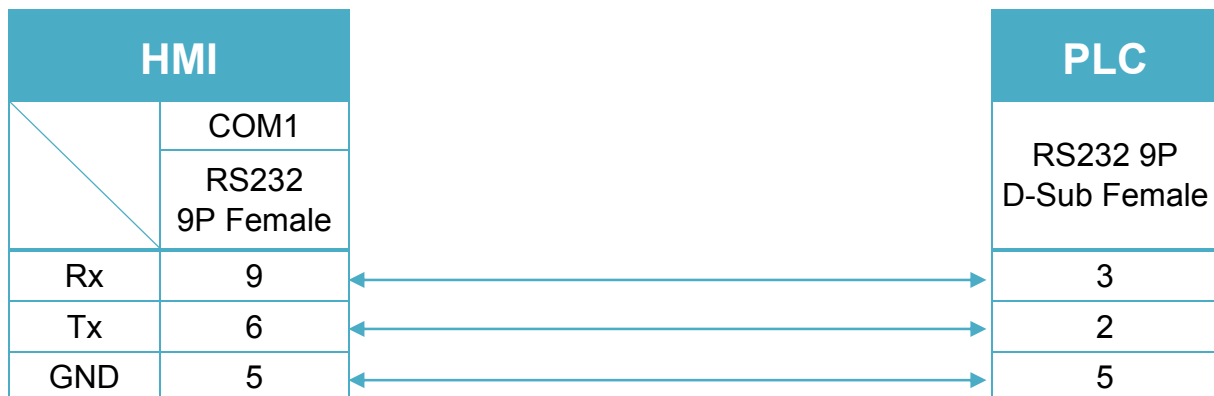 HMI
PLC
COM1
RS232
9P Female
RS232 9P
D-Sub Female
Rx 9 3
Tx 6 2
GND 5 5